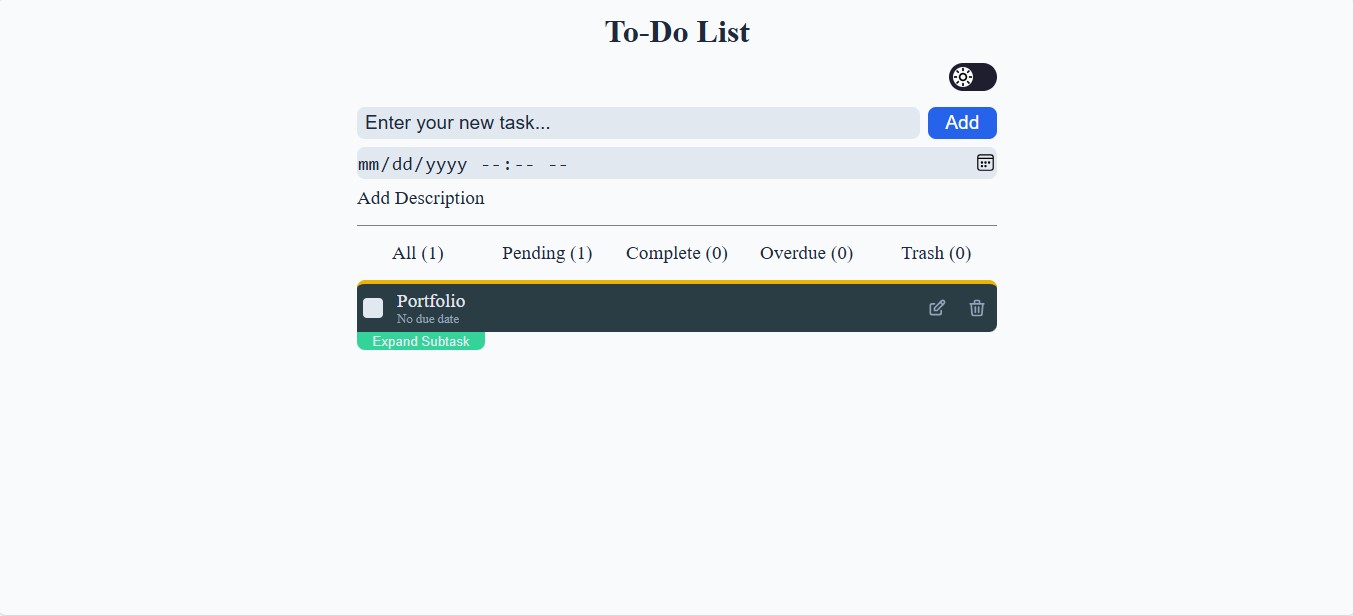 To-Do List
Enter your new task...
Add
mm/dd/yyyy --:-- --
Add Description
All (1) Pending (1) Complete (0) Overdue (0) Trash (0)
Portfolio
No due date
Expand Subtask